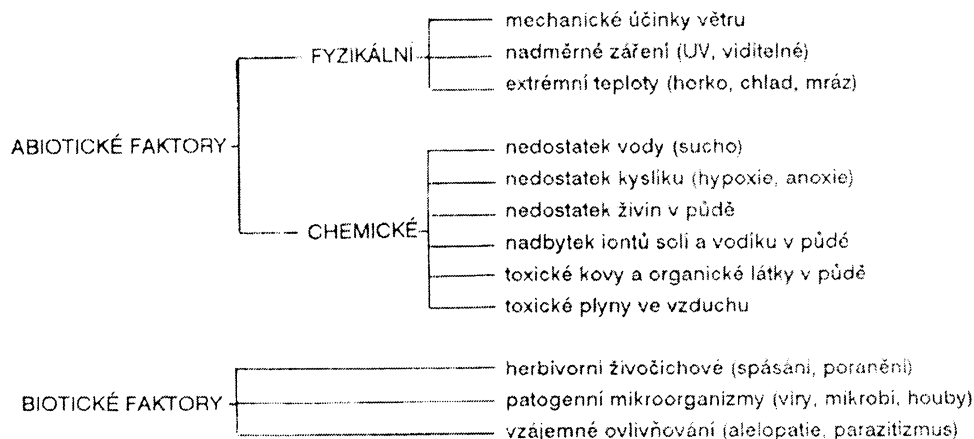 mechanické účinky větru
FYZIKÁLNÍ
nadměrné záření (UV, viditelné)
extrémní teploty (horko, chlad, mráz)
ABIOTICKÉ FAKTORY
nedostatek vody (sucho)
nedostatek kyslíku (hypoxie, anoxie)
nedostatek živin v půdě
CHEMICKÉ
nadbytek iontů soli a vodíku v půdě
toxické kovy a organické látky v půdě
toxické plyny ve vzduchu
herbivorní živočichové (spásání, poranění)
BIOTICKÉ FAKTORY
patogenní mikroorganizmy (viry, mikrobi, houby)
vzájemné ovlivňování (alelopatie, parazitizmus)